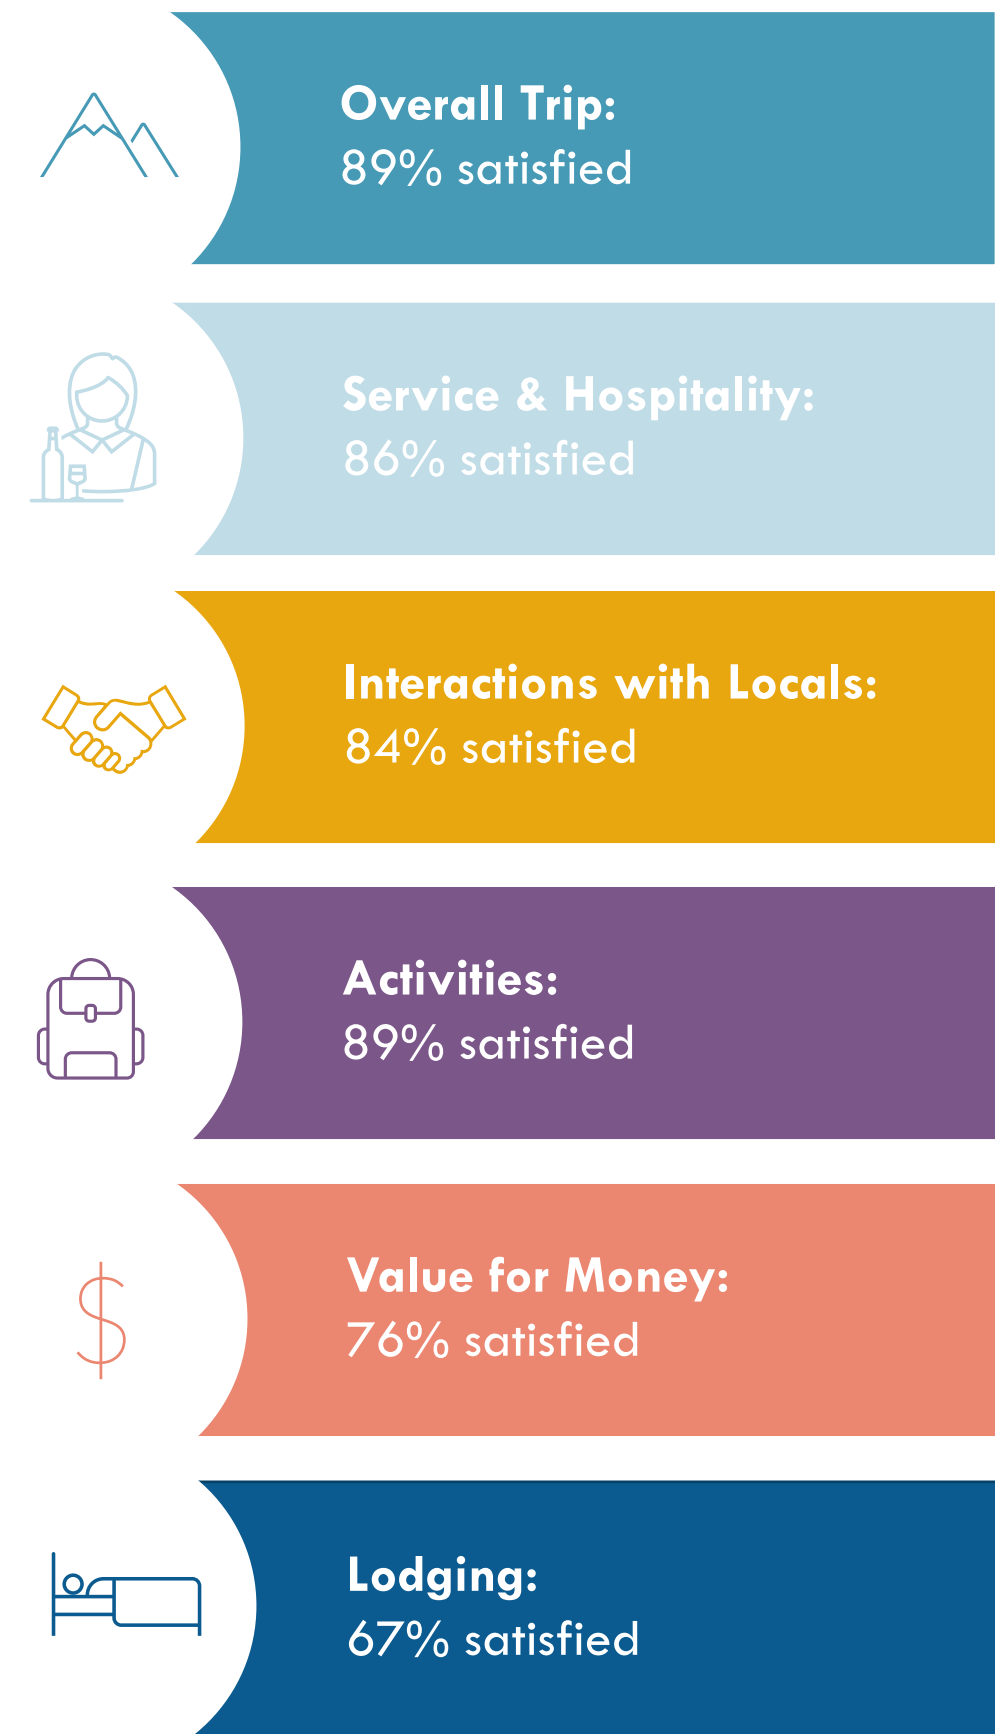 Overall Trip:
89% satisfied
Service & Hospitality:
86% satisfied
Interactions with Locals:
84% satisfied
Activities:
89% satisfied
Value for Money:
76% satisfied
Lodging:
67% satisfied